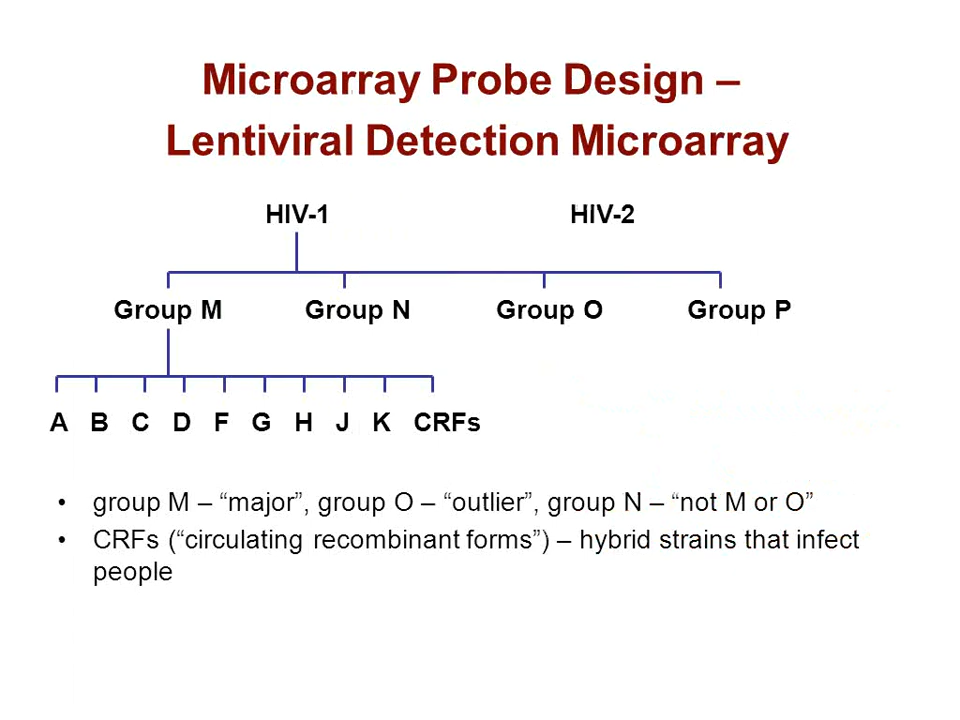 Microarray Probe Design –
Lentiviral Detection Microarray
HIV-1 HIV-2
Group M Group N Group O Group P
A B C D F G H J K CRFs
• group M – “major”, group O – “outlier”, group N – “not M or O”
• CRFs (“circulating recombinant forms”) – hybrid strains that infect
people